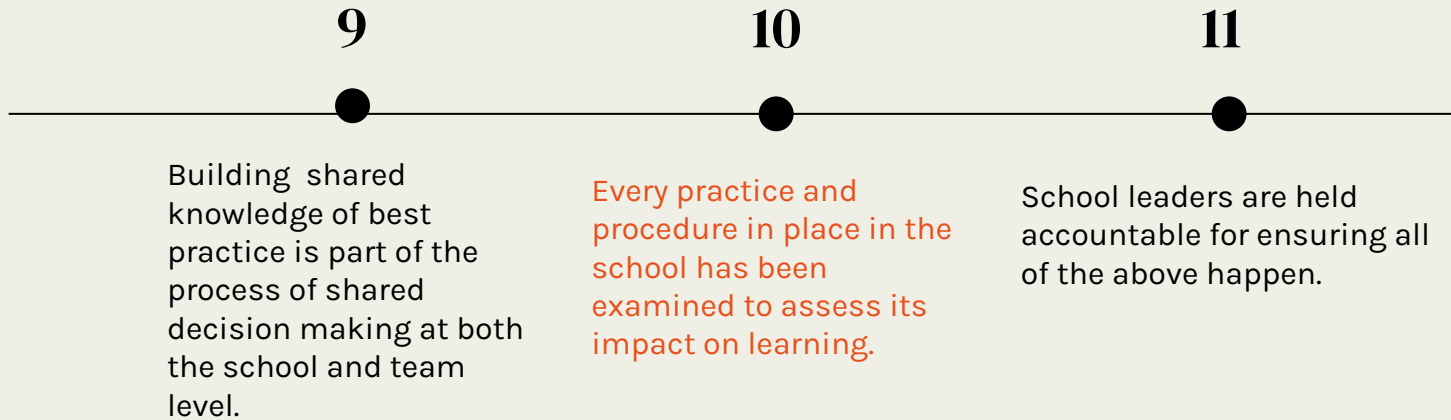 9
Building shared
knowledge of best
practice is part of the
process of shared
decision making at both
the school and team
level.
10
Every practice and
procedure in place in the
school has been
examined to assess its
impact on learning.
11
School leaders are held
accountable for ensuring all
of the above happen.